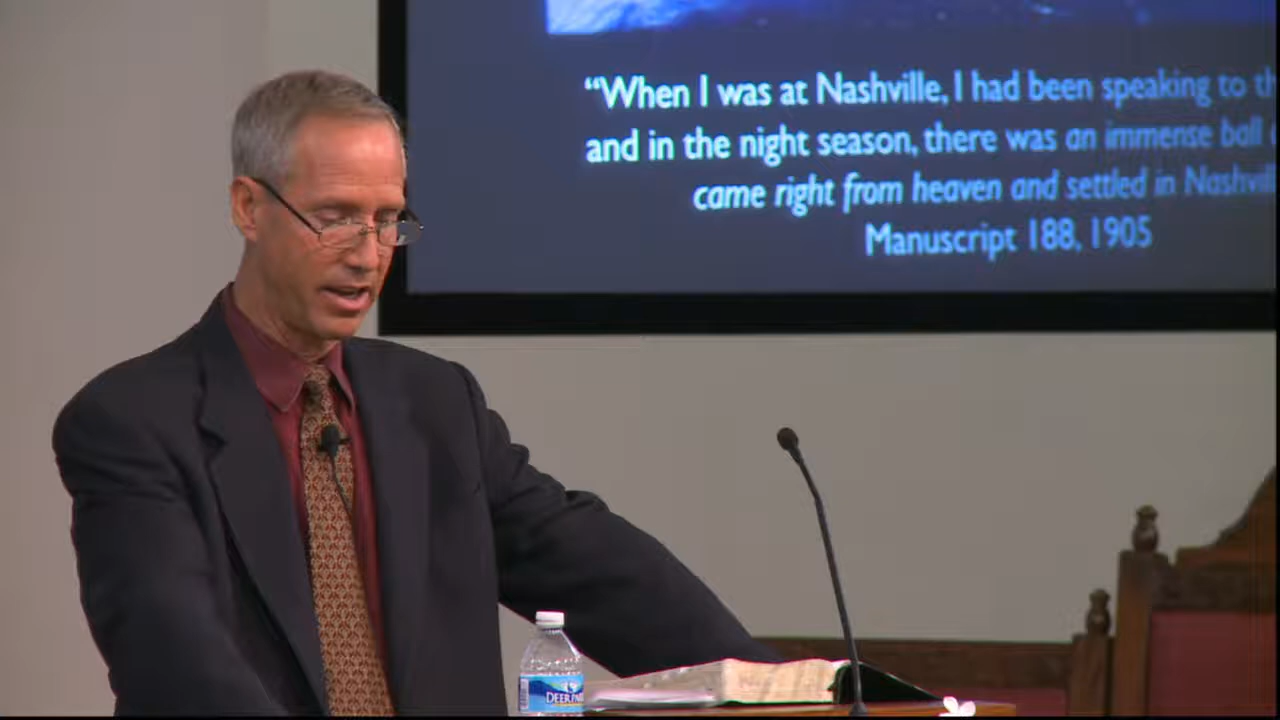 “When I was at Nashville, I had been speaking to th
and in the night season, there was an immense ball
came right from heaven and settled in Nashvill
Manuscript 188, 1905
DEER PARK